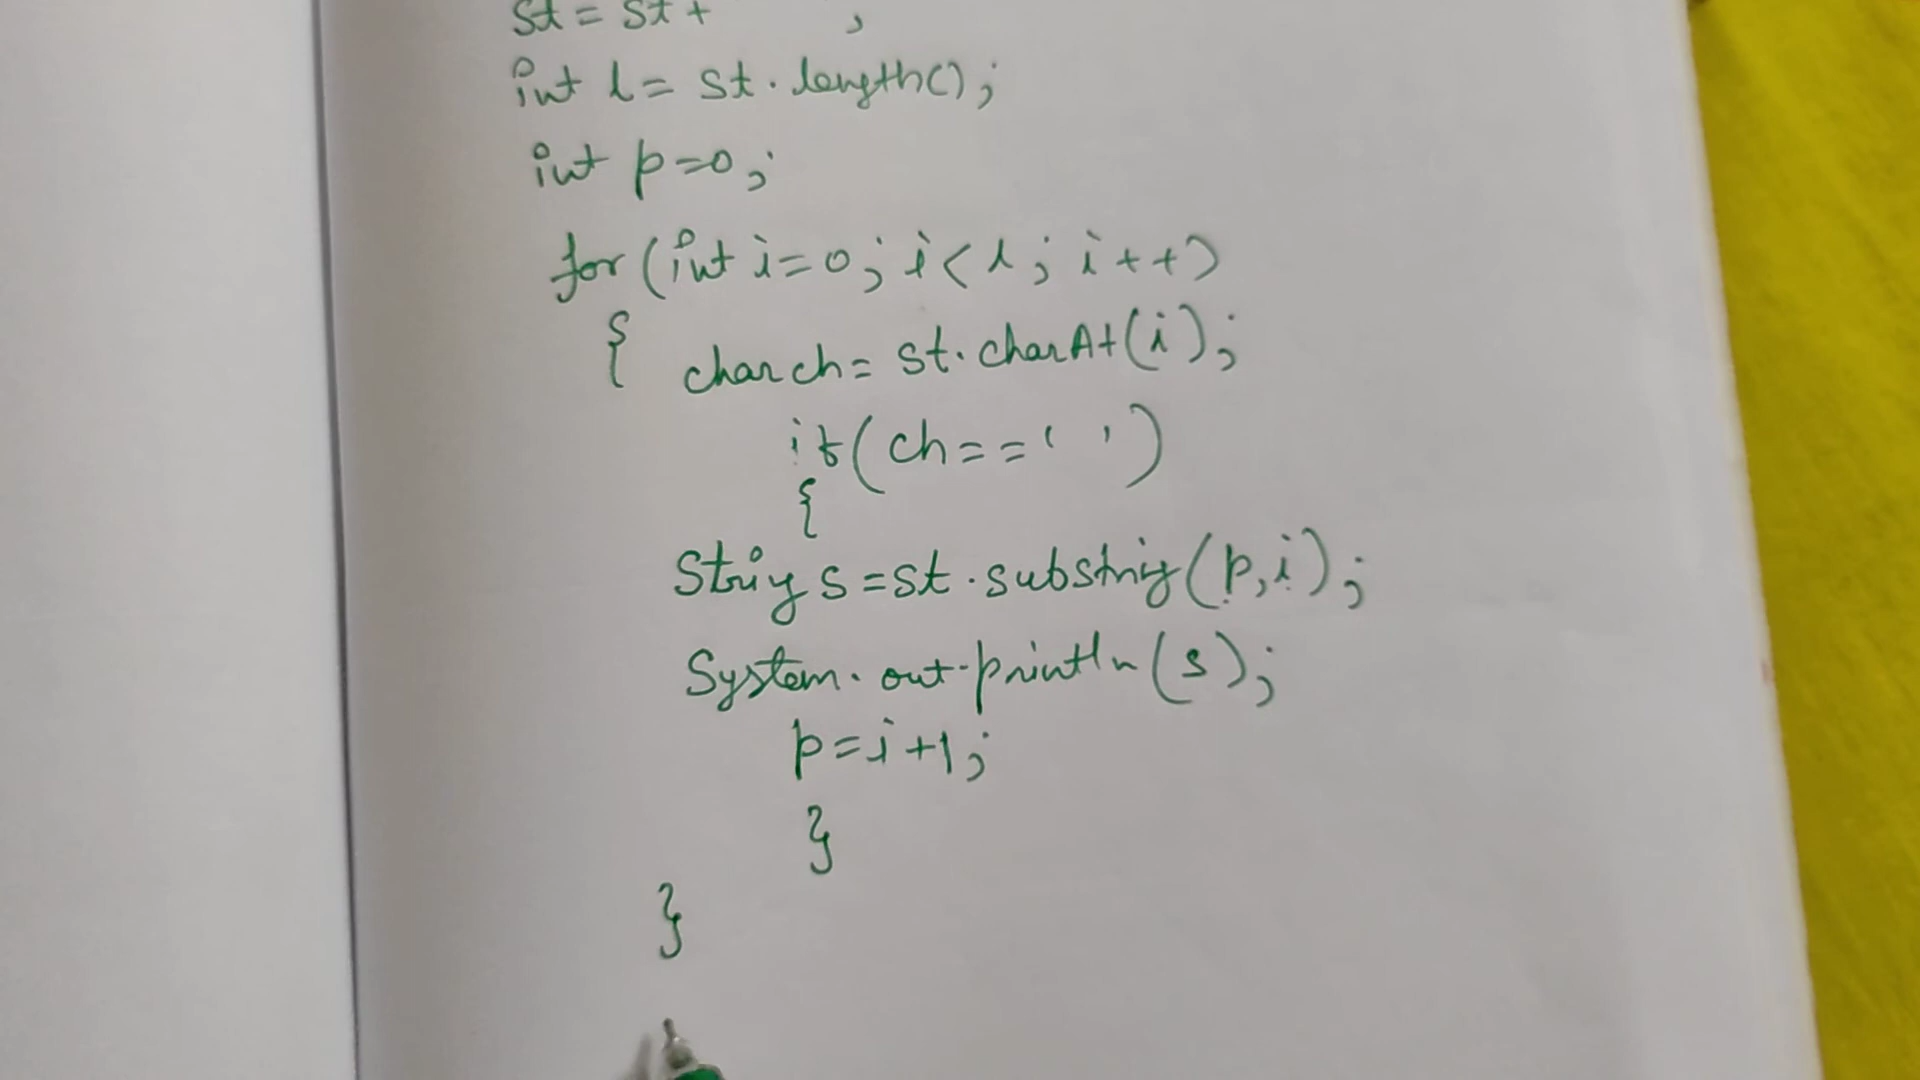 St = St +     ;
int l = st.length();
int p=0;
for (int i=0; i<l; i++)
{ char ch= st.charAt(i);
if(ch==' ')
{
String s=st.substring(p,i);
System.out.println(s);
p=i+1;
}
}